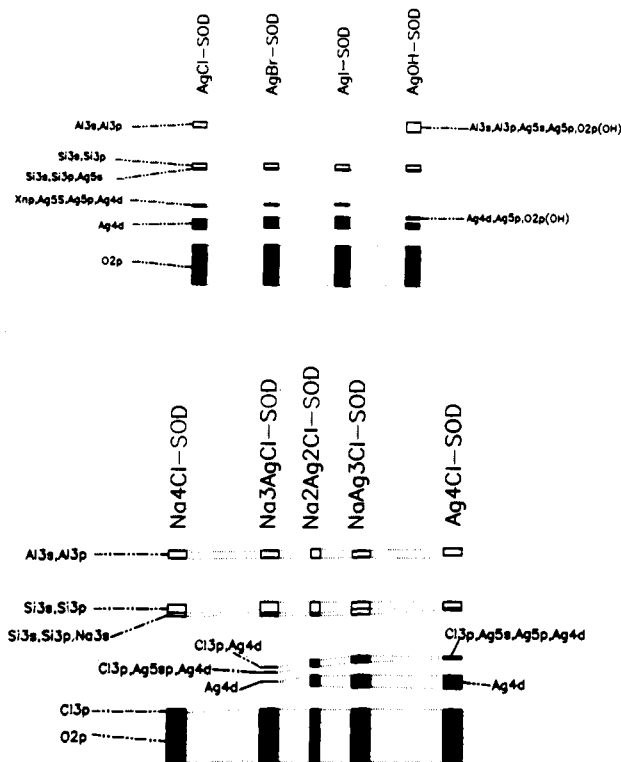 AgCl-SOD
AgBr-SOD
AgI-SOD
AgOH-SOD
Al3s,Al3p
Al3s,Al3p,Ag5s,Ag5p,O2p(OH)
Si3s,Si3p
Si3s,Si3p,Ag5s
Xnp,Ag5S,Ag5p,Ag4d
Ag4d
Ag4d,Ag5p,O2p(OH)
O2p
Na4Cl-SOD
Na3AgCl-SOD
Na2Ag2Cl-SOD
NaAg3Cl-SOD
Ag4Cl-SOD
Al3s,Al3p
Si3s,Si3p
Si3s,Si3p,Na3s
Cl3p,Ag4d
Cl3p,Ag5s,Ag5p,Ag4d
Cl3p,Ag5sp,Ag4d
Ag4d
Ag4d
Cl3p
O2p